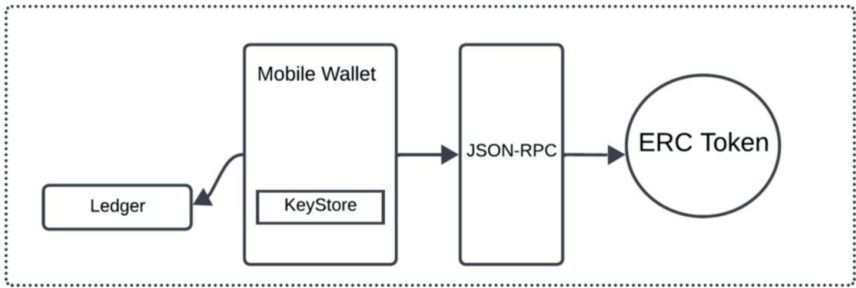 Mobile Wallet
KeyStore
Ledger
JSON-RPC
ERC Token